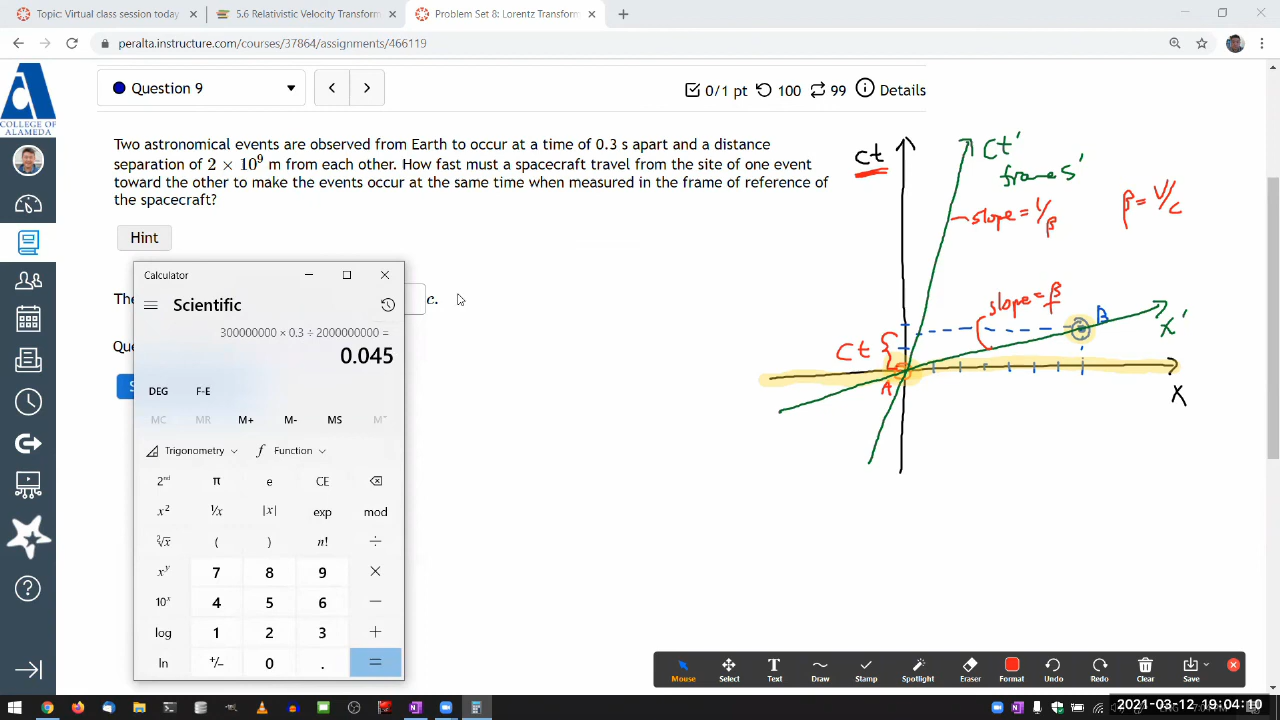 Topic: Virtual class session today
5.6 Relativistic Velocity Transform
Problem Set 8: Lorentz Transform
peralta.instructure.com/courses/37864/assignments/466119
COLLEGE OF
ALAMEDA
Question 9
0/1 pt 100 99 Details
Two astronomical events are observed from Earth to occur at a time of 0.3 s apart and a distance
separation of 2 × 10⁹ m from each other. How fast must a spacecraft travel from the site of one event
toward the other to make the events occur at the same time when measured in the frame of reference of
the spacecraft?
Hint
The
c.
Que
S
Calculator
Scientific
300000000 × 0.3 ÷ 2000000000 =
0.045
DEG F-E
MC MR M+ M- MS M˅
Trigonometry Function
2ⁿᵈ π e CE
x² ¹/x |x| exp mod
²√x ( ) n! ÷
xʸ 7 8 9 ×
10ˣ 4 5 6 −
log 1 2 3 +
ln +/− 0 . =
ct
ct'
frame s'
slope = 1/β
β = v/c
slope = β
B
x'
ct
A
x
Mouse Select Text Draw Stamp Spotlight Eraser Format Undo Redo Clear Save
2021-03-12 19:04:10